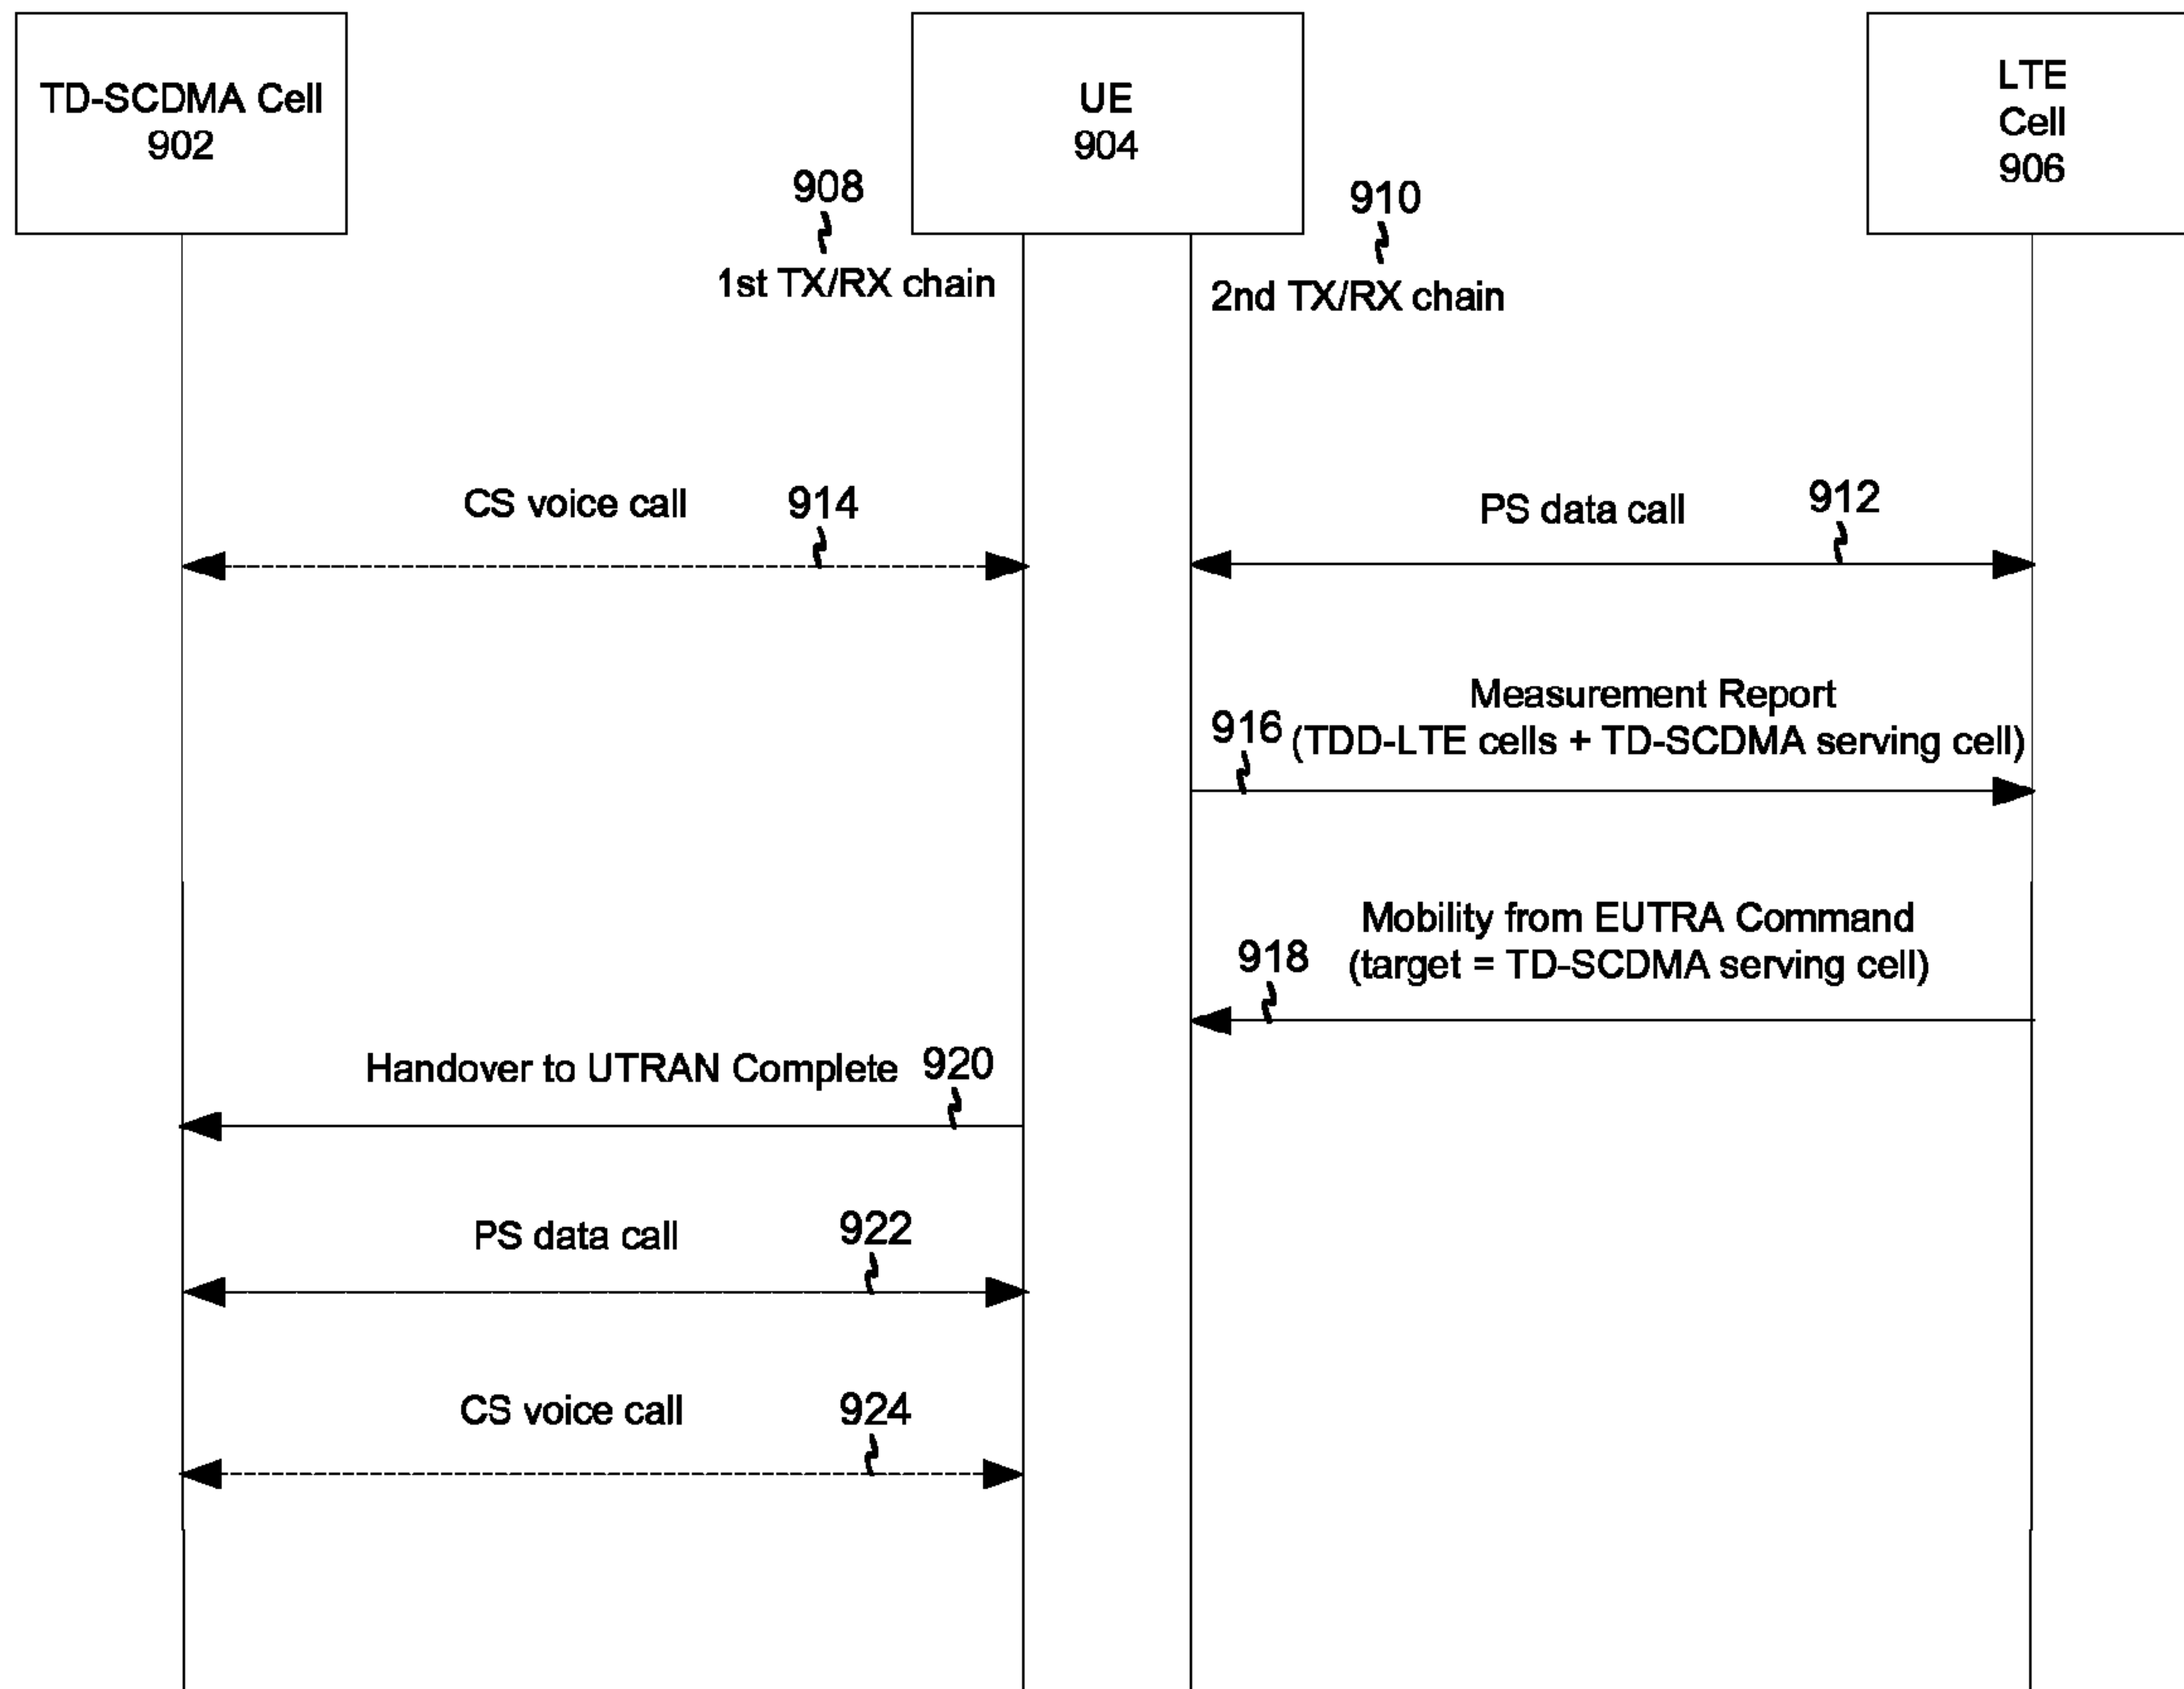 TD-SCDMA Cell
902
UE
904
LTE
Cell
906
908
1st TX/RX chain
910
2nd TX/RX chain
CS voice call 914
PS data call 912
Measurement Report
916 (TDD-LTE cells + TD-SCDMA serving cell)
Mobility from EUTRA Command
918 (target = TD-SCDMA serving cell)
Handover to UTRAN Complete 920
PS data call 922
CS voice call 924